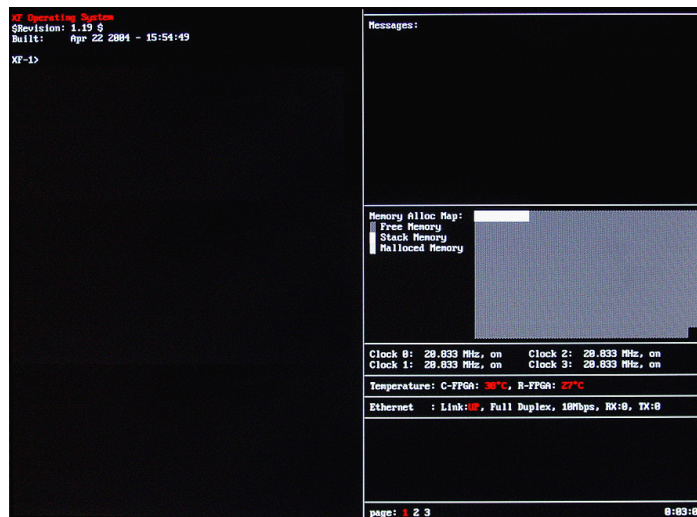 XF Operating System
$Revision: 1.19 $
Built: Apr 22 2004 - 15:54:49
XF-1>
Messages:
Memory Alloc Map:
Free Memory
Stack Memory
Malloced Memory
Clock 0: 20.833 MHz, on Clock 2: 20.833 MHz, on
Clock 1: 20.833 MHz, on Clock 3: 20.833 MHz, on
Temperature: C-FPGA: 30°C, R-FPGA: 27°C
Ethernet : Link:UP, Full Duplex, 10Mbps, RX:0, TX:0
page: 1 2 3